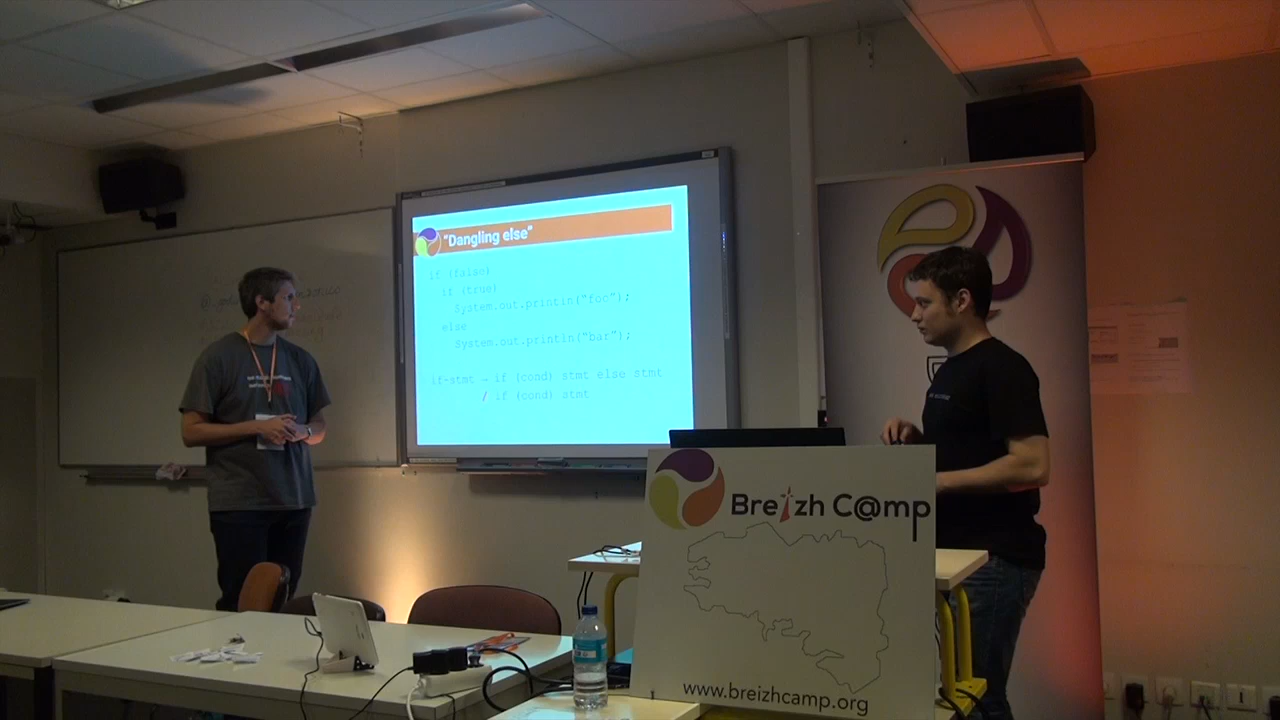 "Dangling else"
if (false)
if (true)
System.out.println("foo");
else
System.out.println("bar");
if-stmt = if (cond) stmt else stmt
/ if (cond) stmt
Breizh C@mp
www.breizhcamp.org